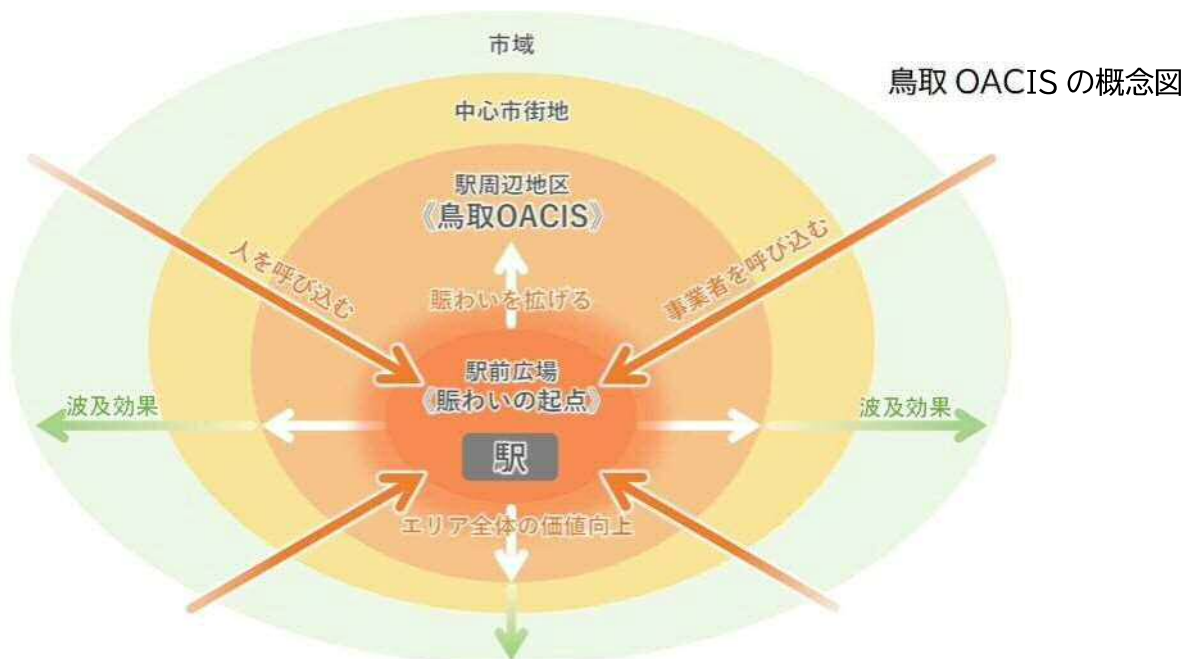 市域
鳥取 OACIS の概念図
中心市街地
駅周辺地区
《鳥取OACIS》
人を呼び込む
事業者を呼び込む
賑わいを拡げる
駅前広場
《賑わいの起点》
波及効果
波及効果
駅
エリア全体の価値向上